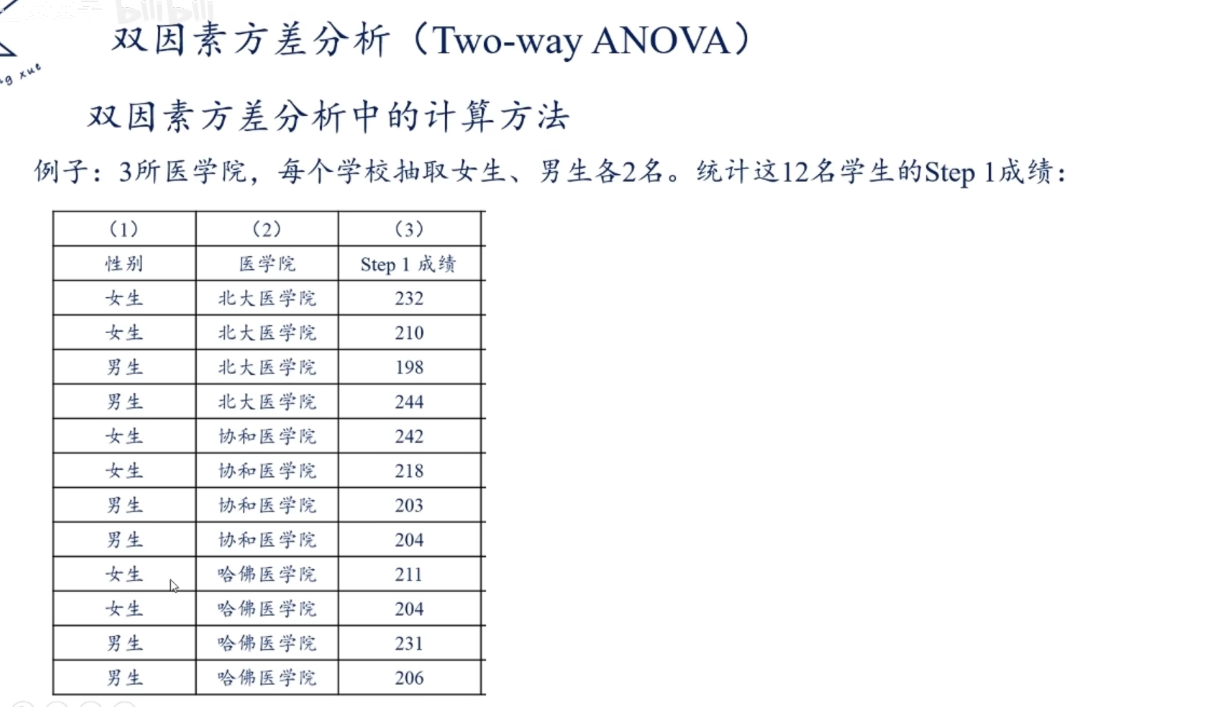 bilibili
g xue
双因素方差分析（Two-way ANOVA）
双因素方差分析中的计算方法
例子：3所医学院，每个学校抽取女生、男生各2名。统计这12名学生的Step 1成绩：
（1） （2） （3）
性别 医学院 Step 1 成绩
女生 北大医学院 232
女生 北大医学院 210
男生 北大医学院 198
男生 北大医学院 244
女生 协和医学院 242
女生 协和医学院 218
男生 协和医学院 203
男生 协和医学院 204
女生 哈佛医学院 211
女生 哈佛医学院 204
男生 哈佛医学院 231
男生 哈佛医学院 206